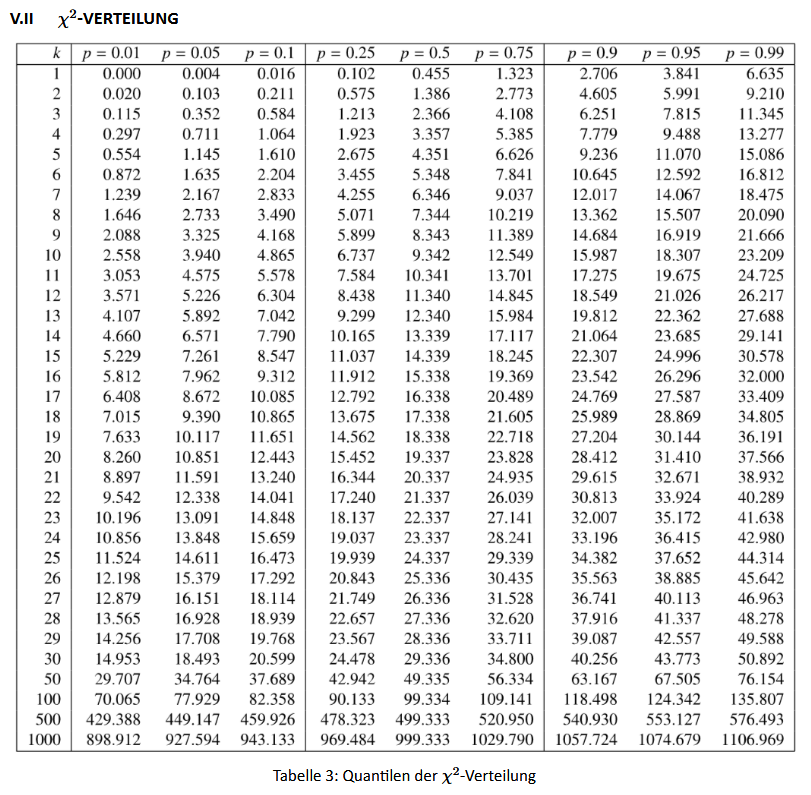 V.II χ²-VERTEILUNG
k p = 0.01 p = 0.05 p = 0.1 p = 0.25 p = 0.5 p = 0.75 p = 0.9 p = 0.95 p = 0.99
1 0.000 0.004 0.016 0.102 0.455 1.323 2.706 3.841 6.635
2 0.020 0.103 0.211 0.575 1.386 2.773 4.605 5.991 9.210
3 0.115 0.352 0.584 1.213 2.366 4.108 6.251 7.815 11.345
4 0.297 0.711 1.064 1.923 3.357 5.385 7.779 9.488 13.277
5 0.554 1.145 1.610 2.675 4.351 6.626 9.236 11.070 15.086
6 0.872 1.635 2.204 3.455 5.348 7.841 10.645 12.592 16.812
7 1.239 2.167 2.833 4.255 6.346 9.037 12.017 14.067 18.475
8 1.646 2.733 3.490 5.071 7.344 10.219 13.362 15.507 20.090
9 2.088 3.325 4.168 5.899 8.343 11.389 14.684 16.919 21.666
10 2.558 3.940 4.865 6.737 9.342 12.549 15.987 18.307 23.209
11 3.053 4.575 5.578 7.584 10.341 13.701 17.275 19.675 24.725
12 3.571 5.226 6.304 8.438 11.340 14.845 18.549 21.026 26.217
13 4.107 5.892 7.042 9.299 12.340 15.984 19.812 22.362 27.688
14 4.660 6.571 7.790 10.165 13.339 17.117 21.064 23.685 29.141
15 5.229 7.261 8.547 11.037 14.339 18.245 22.307 24.996 30.578
16 5.812 7.962 9.312 11.912 15.338 19.369 23.542 26.296 32.000
17 6.408 8.672 10.085 12.792 16.338 20.489 24.769 27.587 33.409
18 7.015 9.390 10.865 13.675 17.338 21.605 25.989 28.869 34.805
19 7.633 10.117 11.651 14.562 18.338 22.718 27.204 30.144 36.191
20 8.260 10.851 12.443 15.452 19.337 23.828 28.412 31.410 37.566
21 8.897 11.591 13.240 16.344 20.337 24.935 29.615 32.671 38.932
22 9.542 12.338 14.041 17.240 21.337 26.039 30.813 33.924 40.289
23 10.196 13.091 14.848 18.137 22.337 27.141 32.007 35.172 41.638
24 10.856 13.848 15.659 19.037 23.337 28.241 33.196 36.415 42.980
25 11.524 14.611 16.473 19.939 24.337 29.339 34.382 37.652 44.314
26 12.198 15.379 17.292 20.843 25.336 30.435 35.563 38.885 45.642
27 12.879 16.151 18.114 21.749 26.336 31.528 36.741 40.113 46.963
28 13.565 16.928 18.939 22.657 27.336 32.620 37.916 41.337 48.278
29 14.256 17.708 19.768 23.567 28.336 33.711 39.087 42.557 49.588
30 14.953 18.493 20.599 24.478 29.336 34.800 40.256 43.773 50.892
50 29.707 34.764 37.689 42.942 49.335 56.334 63.167 67.505 76.154
100 70.065 77.929 82.358 90.133 99.334 109.141 118.498 124.342 135.807
500 429.388 449.147 459.926 478.323 499.333 520.950 540.930 553.127 576.493
1000 898.912 927.594 943.133 969.484 999.333 1029.790 1057.724 1074.679 1106.969
Tabelle 3: Quantilen der χ²-Verteilung